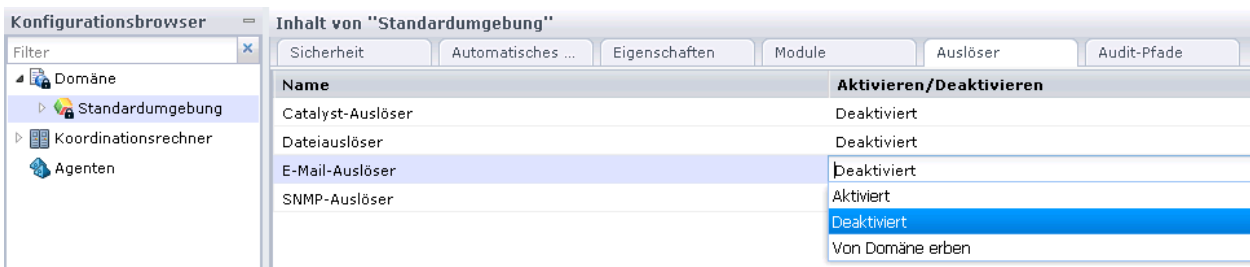 Konfigurationsbrowser
Filter
Domäne
Standardumgebung
Koordinationsrechner
Agenten
Inhalt von "Standardumgebung"
Sicherheit Automatisches ... Eigenschaften Module Auslöser Audit-Pfade
Name Aktivieren/Deaktivieren
Catalyst-Auslöser Deaktiviert
Dateiauslöser Deaktiviert
E-Mail-Auslöser Deaktiviert
SNMP-Auslöser
Aktiviert
Deaktiviert
Von Domäne erben